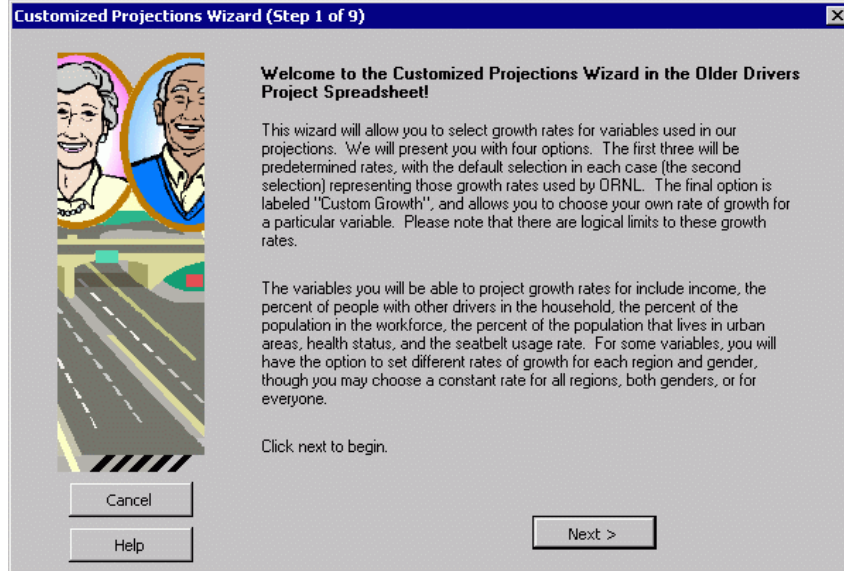 Customized Projections Wizard (Step 1 of 9)
Welcome to the Customized Projections Wizard in the Older Drivers
Project Spreadsheet!
This wizard will allow you to select growth rates for variables used in our
projections. We will present you with four options. The first three will be
predetermined rates, with the default selection in each case (the second
selection) representing those growth rates used by ORNL. The final option is
labeled "Custom Growth", and allows you to choose your own rate of growth for
a particular variable. Please note that there are logical limits to these growth
rates.
The variables you will be able to project growth rates for include income, the
percent of people with other drivers in the household, the percent of the
population in the workforce, the percent of the population that lives in urban
areas, health status, and the seatbelt usage rate. For some variables, you will
have the option to set different rates of growth for each region and gender,
though you may choose a constant rate for all regions, both genders, or for
everyone.
Click next to begin.
Cancel
Next >
Help